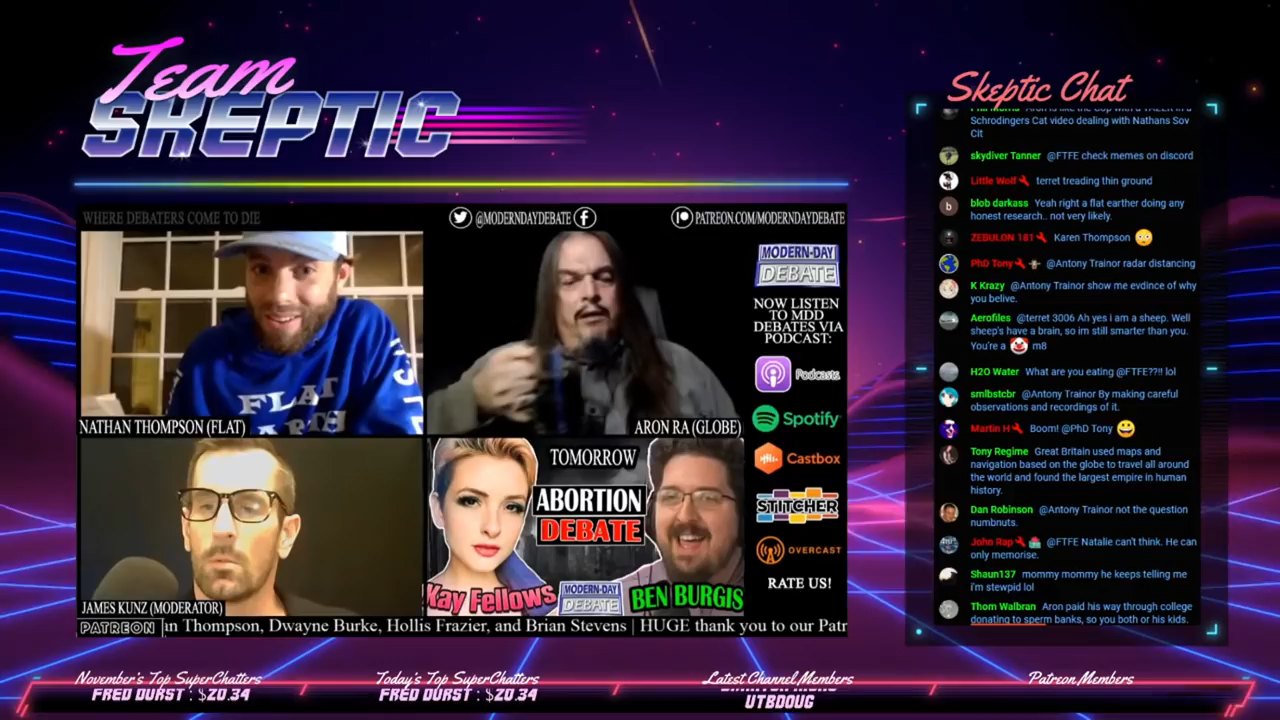 Team
SKEPTIC
WHERE DEBATERS COME TO DIE
@MODERNDAYDEBATE
PATREON.COM/MODERNDAYDEBATE
FLAT
NATHAN THOMPSON (FLAT)
ARON RA (GLOBE)
MODERN-DAY
DEBATE
NOW LISTEN
TO MDD
DEBATES VIA
PODCAST:
Podcasts
Spotify
Castbox
STITCHER
OVERCAST
RATE US!
JAMES KUNZ (MODERATOR)
TOMORROW
ABORTION
DEBATE
Kay Fellows
MODERN-DAY
DEBATE
BEN BURGIS
PATREON
in Thompson, Dwayne Burke, Hollis Frazier, and Brian Stevens | HUGE thank you to our Patr
Skeptic Chat
Schrodingers Cat video dealing with Nathans Sov
Cit
skydiver Tanner @FTFE check memes on discord
Little Wolf terret treading thin ground
blob darkass Yeah right a flat earther doing any
honest research.. not very likely.
ZEBULON 181 Karen Thompson
PhD Tony @Antony Trainor radar distancing
K Krazy @Antony Trainor show me evdince of why
you belive.
Aerofiles @terret 3006 Ah yes i am a sheep. Well
sheep's have a brain, so im still smarter than you.
You're a m8
H2O Water What are you eating @FTFE??!! lol
smlbstcbr @Antony Trainor By making careful
observations and recordings of it.
Martin H Boom! @PhD Tony
Tony Regime Great Britain used maps and
navigation based on the globe to travel all around
the world and found the largest empire in human
history.
Dan Robinson @Antony Trainor not the question
numbnuts.
John Rap @FTFE Natalie can't think. He can
only memorise.
Shaun137 mommy mommy he keeps telling me
i'm stewpid lol
Thom Walbran Aron paid his way through college
donating to sperm banks, so you both or his kids.
November's Top SuperChatters
FRED DURST : $20.34
Today's Top SuperChatters
FRED DURST : $20.34
Latest Channel Members
UTBDOUG
Patreon Members